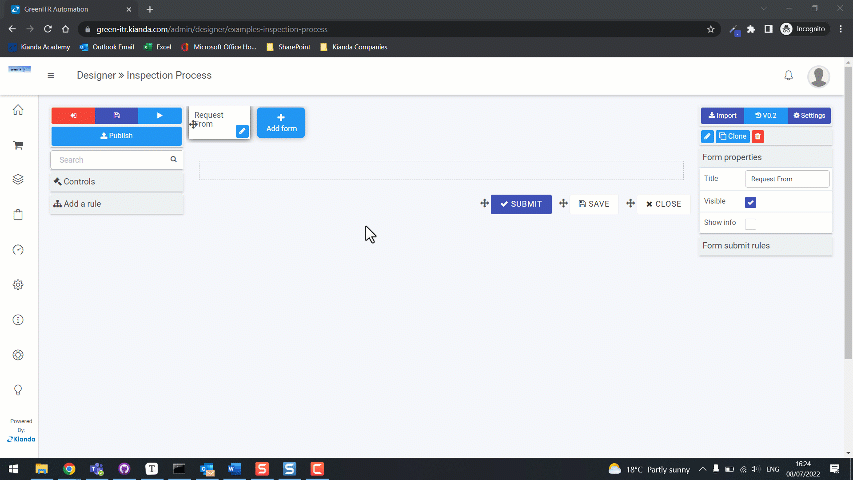 GreenITR Automation
green-itr.kianda.com/admin/designer/examples-inspection-process
Incognito
Kianda Academy
Outlook Email
Excel
Microsoft Office Ho...
SharePoint
Kianda Companies
Designer » Inspection Process
Publish
Search
Controls
Add a rule
Request
From
Add form
SUBMIT
SAVE
CLOSE
Import
V0.2
Settings
Clone
Form properties
Title
Request From
Visible
Show info
Form submit rules
Powered
By:
Kianda
18°C Partly sunny
ENG
16:24
08/07/2022